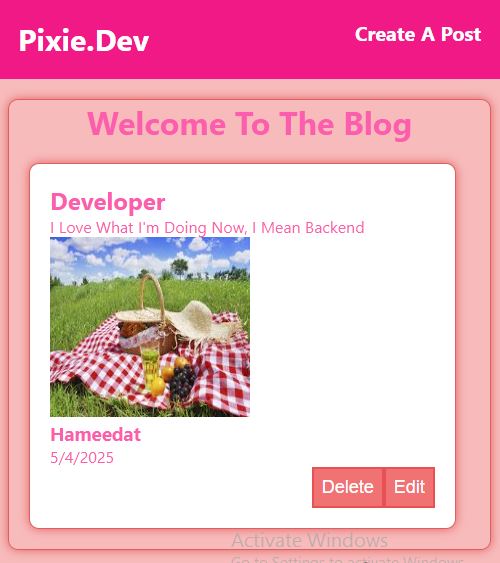 Pixie.Dev
Create A Post
Welcome To The Blog
Developer
I Love What I'm Doing Now, I Mean Backend
Hameedat
5/4/2025
Delete
Edit
Activate Windows
Go to Settings to activate Windows.